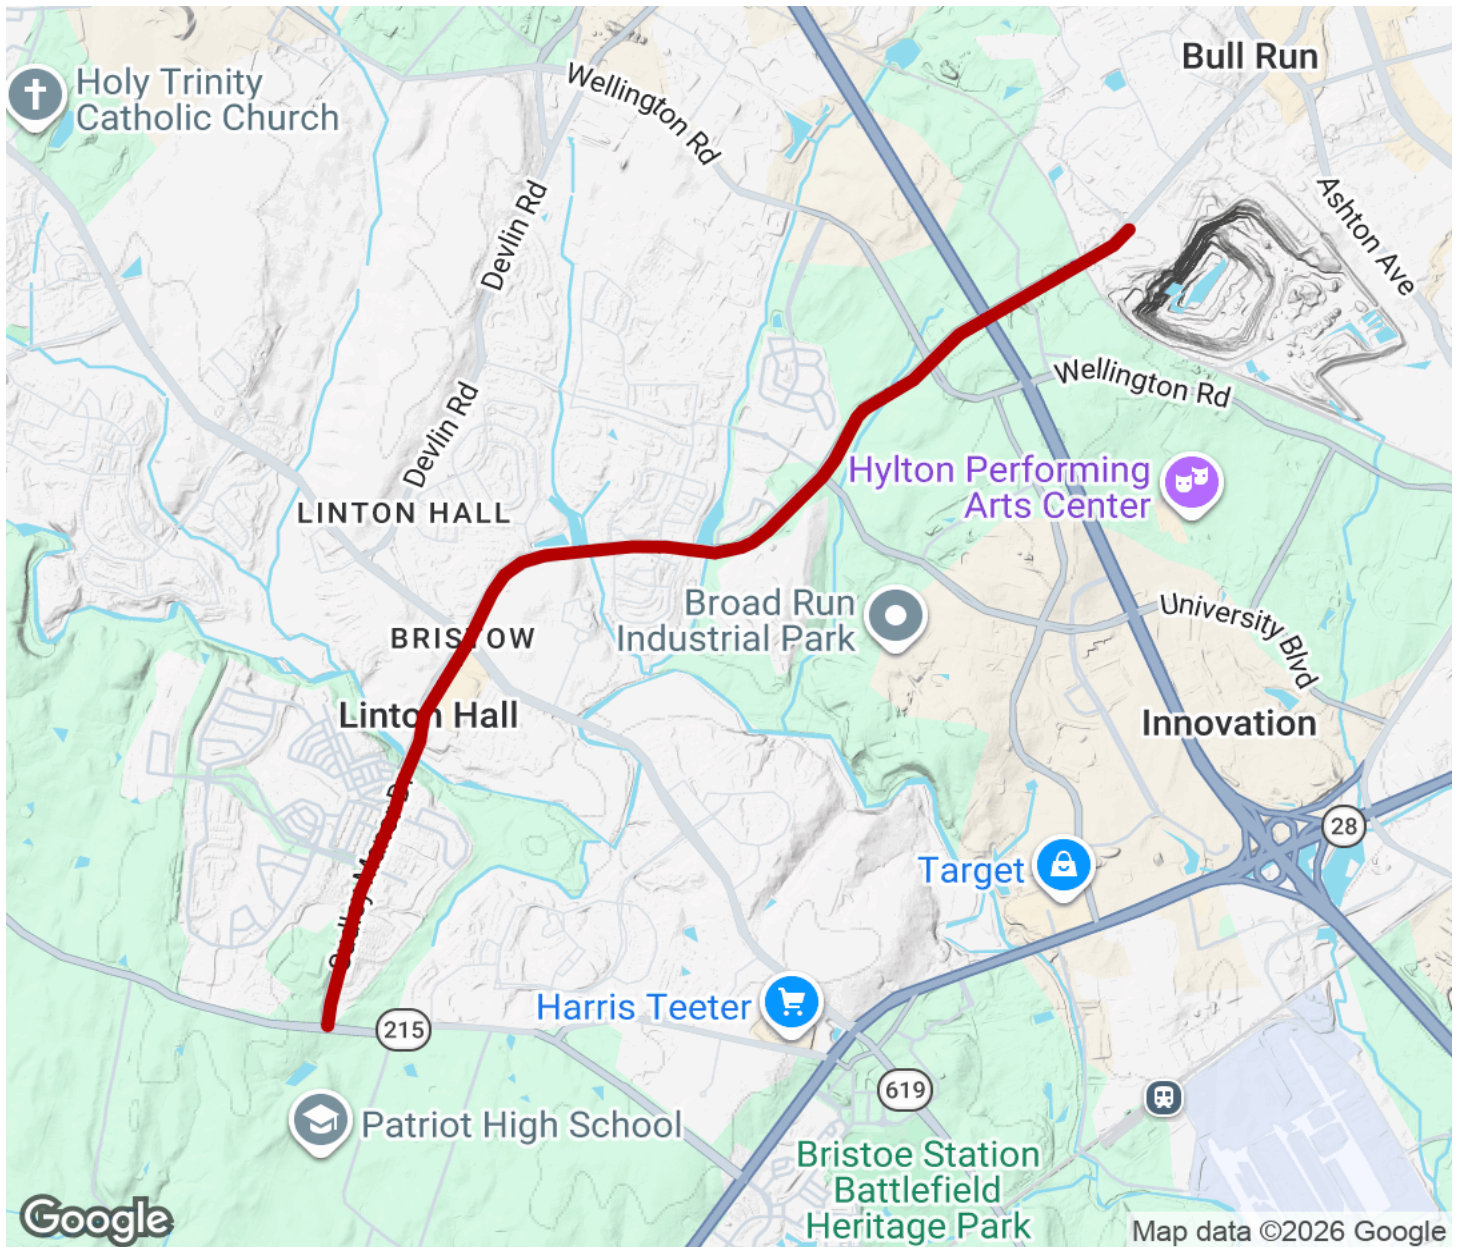 Bull Run
Holy Trinity
Catholic Church
Wellington Rd
Devlin Rd
Ashton Ave
Devlin Rd
Wellington Rd
Hylton Performing
Arts Center
LINTON HALL
Broad Run
Industrial Park
University Blvd
BRISTOW
Linton Hall
Innovation
28
Target
Harris Teeter
215
619
Patriot High School
Bristoe Station
Battlefield
Heritage Park
Google
Map data ©2026 Google